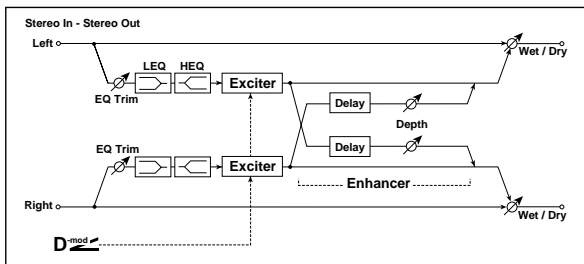 Stereo In - Stereo Out
Left
Wet / Dry
LEQ HEQ
EQ Trim
Exciter
Delay
Depth
Delay
EQ Trim
Exciter
Enhancer
Right
Wet / Dry
D-mod